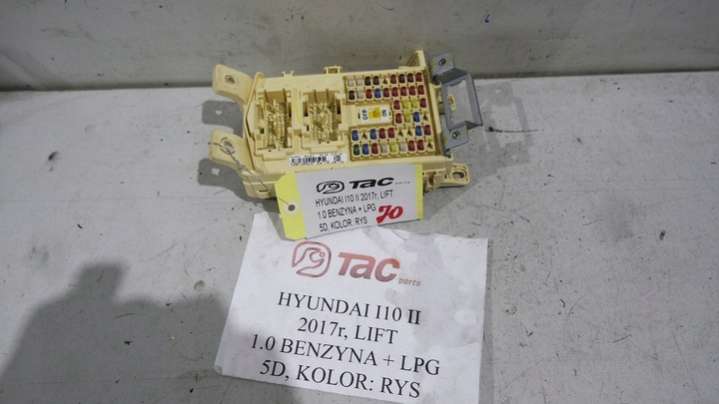 TAC parts
HYUNDAI I10 II 2017r, LIFT
1.0 BENZYNA + LPG
5D, KOLOR: RYS
70
TAC parts
HYUNDAI I10 II
2017r, LIFT
1.0 BENZYNA + LPG
5D, KOLOR: RYS